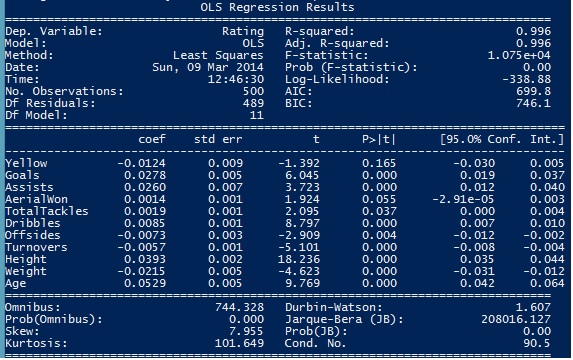 OLS Regression Results
Dep. Variable: Rating R-squared: 0.996
Model: OLS Adj. R-squared: 0.996
Method: Least Squares F-statistic: 1.075e+04
Date: Sun, 09 Mar 2014 Prob (F-statistic): 0.00
Time: 12:46:30 Log-Likelihood: -338.88
No. Observations: 500 AIC: 699.8
Df Residuals: 489 BIC: 746.1
Df Model: 11
coef std err t P>|t| [95.0% Conf. Int.]
Yellow -0.0124 0.009 -1.392 0.165 -0.030 0.005
Goals 0.0278 0.005 6.045 0.000 0.019 0.037
Assists 0.0260 0.007 3.723 0.000 0.012 0.040
AerialWon 0.0014 0.001 1.924 0.055 -2.91e-05 0.003
TotalTackles 0.0019 0.001 2.095 0.037 0.000 0.004
Dribbles 0.0085 0.001 8.797 0.000 0.007 0.010
Offsides -0.0073 0.003 -2.909 0.004 -0.012 -0.002
Turnovers -0.0057 0.001 -5.101 0.000 -0.008 -0.004
Height 0.0393 0.002 18.236 0.000 0.035 0.044
Weight -0.0215 0.005 -4.623 0.000 -0.031 -0.012
Age 0.0529 0.005 9.769 0.000 0.042 0.064
Omnibus: 744.328 Durbin-Watson: 1.607
Prob(Omnibus): 0.000 Jarque-Bera (JB): 208016.127
Skew: 7.955 Prob(JB): 0.00
Kurtosis: 101.649 Cond. No. 90.5